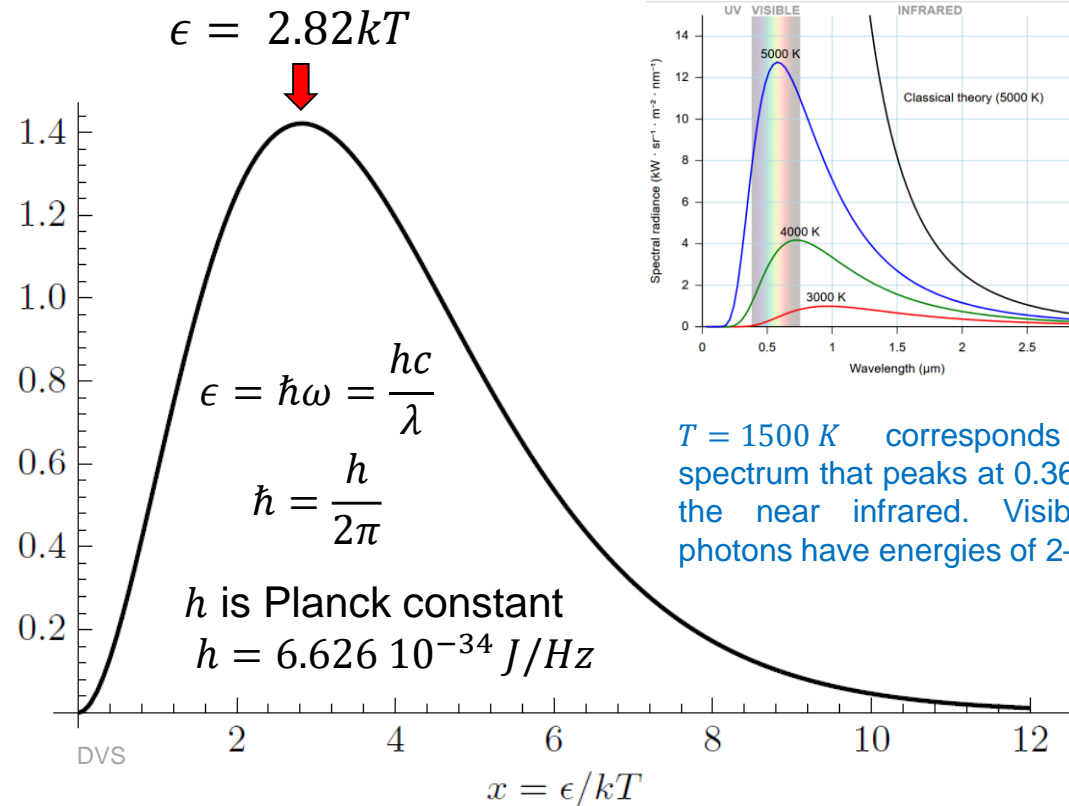 ϵ = 2.82kT
1.4
1.2
1.0
0.8
0.6
0.4
0.2
2
4
6
8
10
12
x = ϵ/kT
ϵ = ℏω = hc/λ
ℏ = h/2π
h is Planck constant
h = 6.626 10⁻³⁴ J/Hz
DVS
UV VISIBLE INFRARED
14
12
10
8
6
4
2
0
Spectral radiance (kW · sr⁻¹ · m⁻² · nm⁻¹)
5000 K
Classical theory (5000 K)
4000 K
3000 K
0
0.5
1
1.5
2
2.5
Wavelength (µm)
T = 1500 K corresponds
spectrum that peaks at 0.36
the near infrared. Visib
photons have energies of 2-